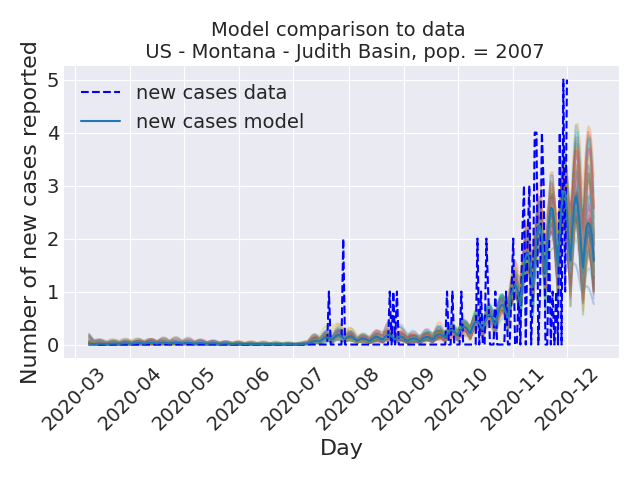 Model comparison to data
US - Montana - Judith Basin, pop. = 2007
Number of new cases reported
5
4
3
2
1
0
new cases data
new cases model
2020-03
2020-04
2020-05
2020-06
2020-07
2020-08
2020-09
2020-10
2020-11
2020-12
Day